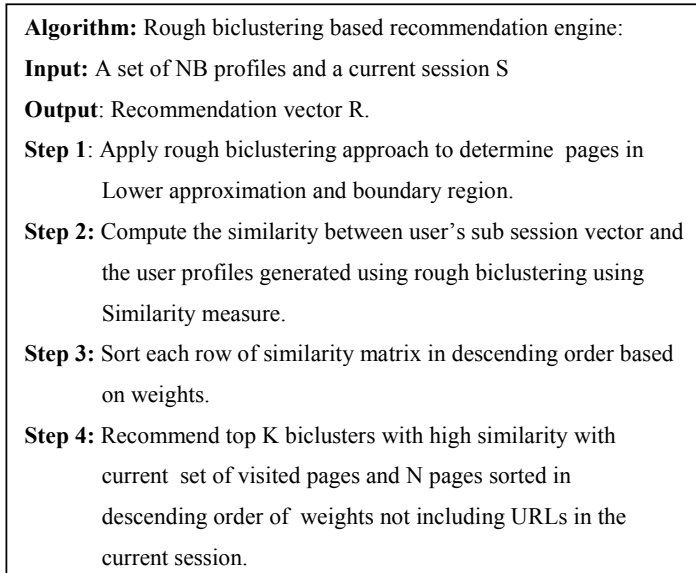 Algorithm: Rough biclustering based recommendation engine:
Input: A set of NB profiles and a current session S
Output: Recommendation vector R.
Step 1: Apply rough biclustering approach to determine pages in
Lower approximation and boundary region.
Step 2: Compute the similarity between user's sub session vector and
the user profiles generated using rough biclustering using
Similarity measure.
Step 3: Sort each row of similarity matrix in descending order based
on weights.
Step 4: Recommend top K biclusters with high similarity with
current set of visited pages and N pages sorted in
descending order of weights not including URLs in the
current session.